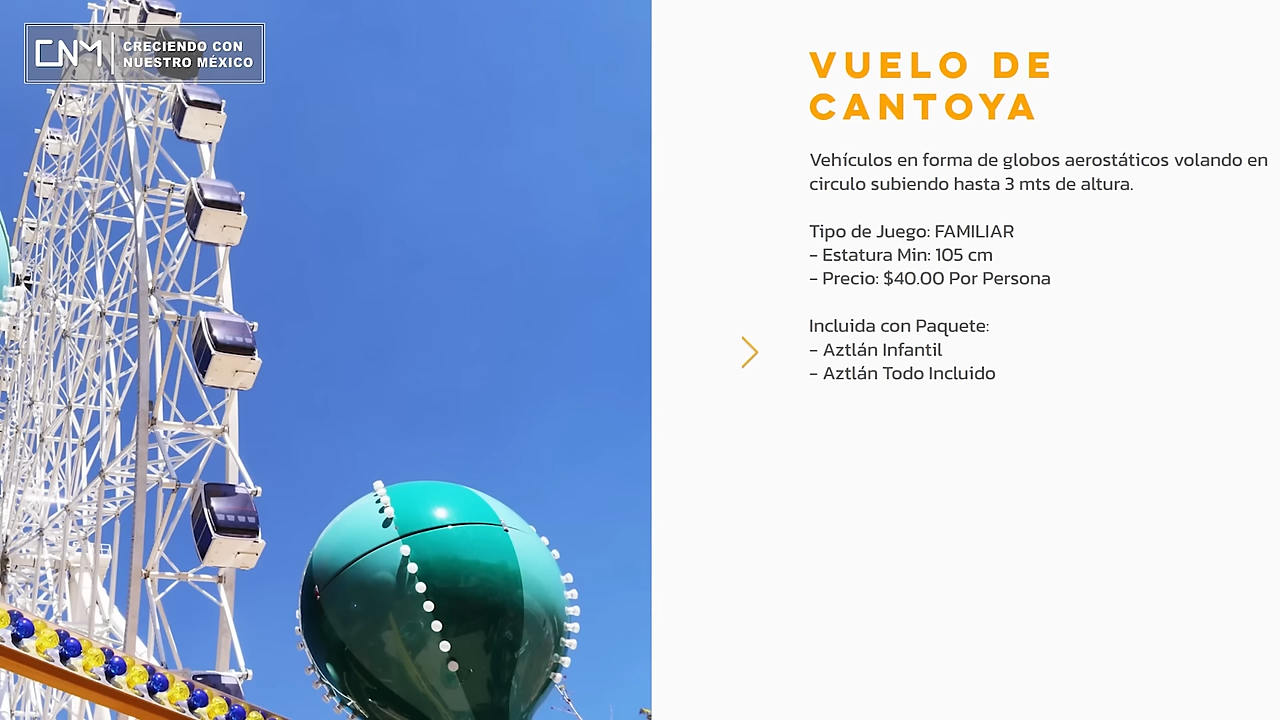 CNM
CRECIENDO CON
NUESTRO MÉXICO
VUELO DE
CANTOYA
Vehículos en forma de globos aerostáticos volando en
circulo subiendo hasta 3 mts de altura.
Tipo de Juego: FAMILIAR
- Estatura Min: 105 cm
- Precio: $40.00 Por Persona
Incluida con Paquete:
- Aztlán Infantil
- Aztlán Todo Incluido